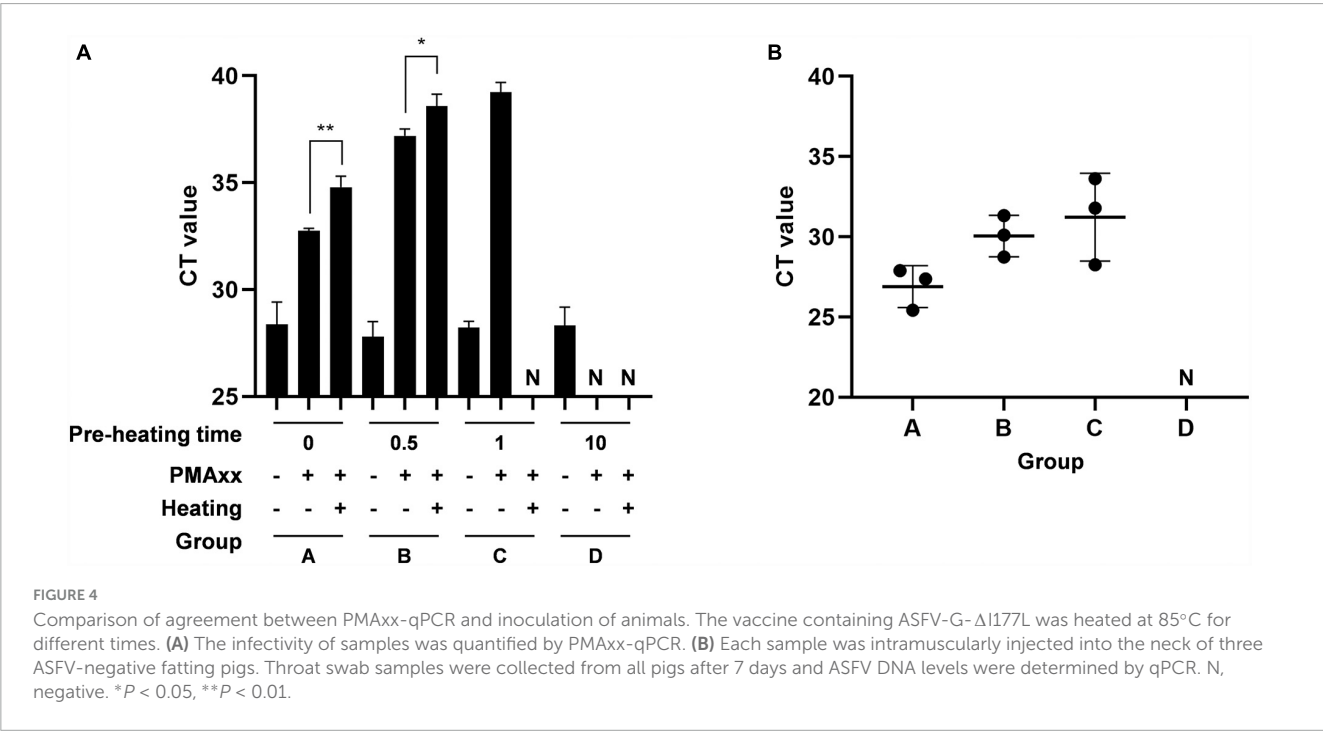 A
B
CT value
40
35
30
25
**
*
N
N
N
Pre-heating time
0
0.5
1
10
PMAxx
- + + - + + - + + - + +
Heating
- - + - - + - - + - - +
Group
A
B
C
D
CT value
40
35
30
25
20
N
A
B
C
D
Group
FIGURE 4
Comparison of agreement between PMAxx-qPCR and inoculation of animals. The vaccine containing ASFV-G-ΔI177L was heated at 85°C for
different times. (A) The infectivity of samples was quantified by PMAxx-qPCR. (B) Each sample was intramuscularly injected into the neck of three
ASFV-negative fatting pigs. Throat swab samples were collected from all pigs after 7 days and ASFV DNA levels were determined by qPCR. N,
negative. *P < 0.05, **P < 0.01.